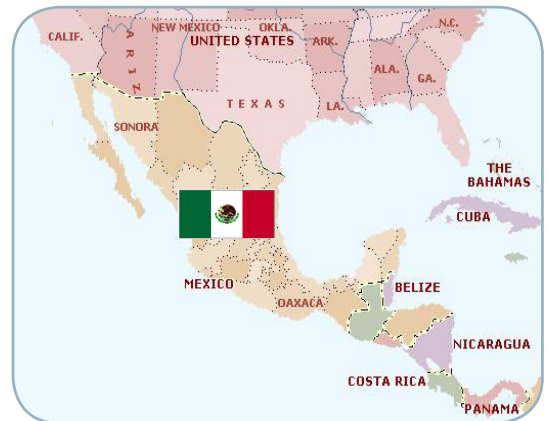 N.C.
CALIF.
NEW MEXICO
OKLA.
UNITED STATES
ARK.
ARIZ.
ALA.
GA.
TEXAS
LA.
SONORA
THE
BAHAMAS
CUBA
MEXICO
BELIZE
OAXACA
NICARAGUA
COSTA RICA
PANAMA